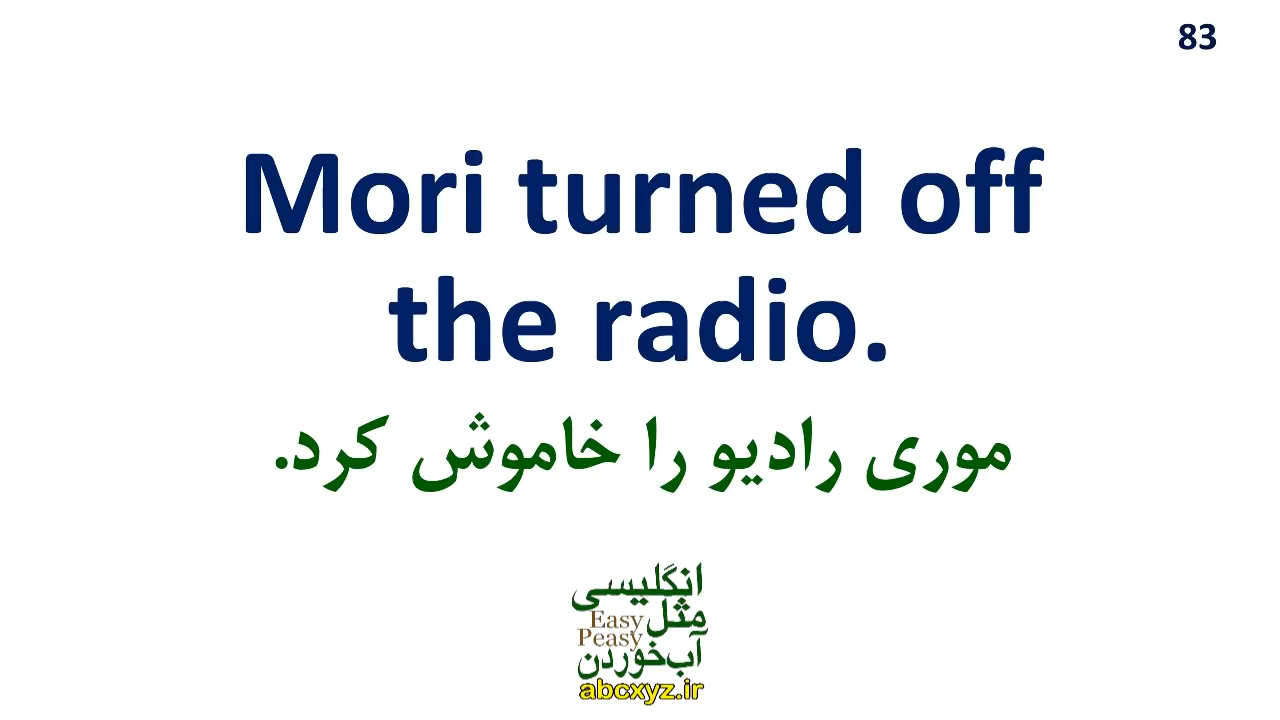 83
Mori turned off
the radio.
موری رادیو را خاموش کرد.
انگلیسی
مثل
Easy
Peasy
آب‌خوردن
abcxyz.ir